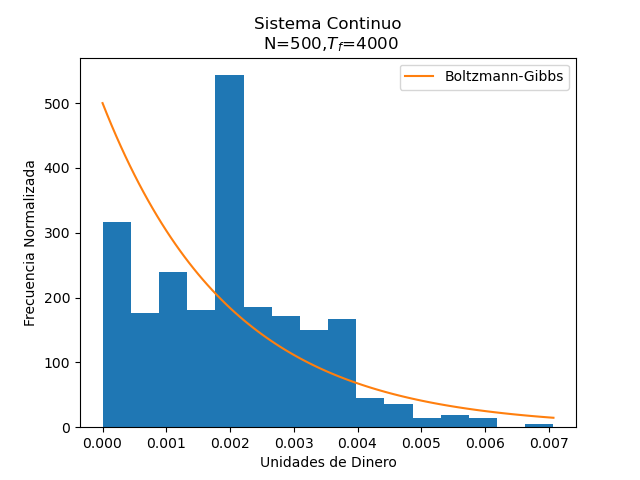 Sistema Continuo
N=500,$T_f$=4000
Boltzmann-Gibbs
Frecuencia Normalizada
500
400
300
200
100
0
0.000 0.001 0.002 0.003 0.004 0.005 0.006 0.007
Unidades de Dinero